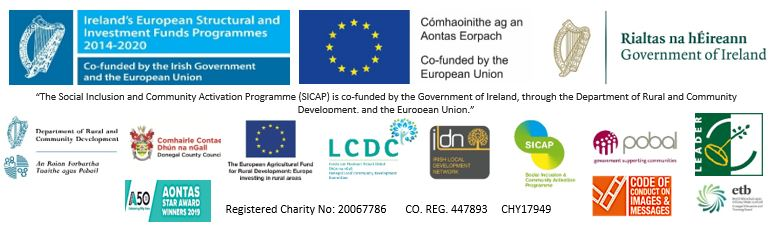 Ireland's European Structural and
Investment Funds Programmes
2014-2020
Co-funded by the Irish Government
and the European Union
Cómhaoinithe ag an
Aontas Eorpach
Co-funded by the
European Union
Rialtas na hÉireann
Government of Ireland
"The Social Inclusion and Community Activation Programme (SICAP) is co-funded by the Government of Ireland, through the Department of Rural and Community
Development, and the European Union."
Department of Rural and
Community Development
An Roinn Forbartha
Tuaithe agus Pobail
Comhairle Contae
Dhún na nGall
Donegal County Council
The European Agricultural Fund
for Rural Development: Europe
investing in rural areas
LCDC
ildn
IRISH LOCAL
DEVELOPMENT
NETWORK
SICAP
Social Inclusion &
Community Activation
Programme
pobal
government supporting communities
LEADER
A50
AONTAS
STAR AWARD
WINNERS 2019
Registered Charity No: 20067786 CO. REG. 447893 CHY17949
CODE OF
CONDUCT ON
IMAGES &
MESSAGES
etb